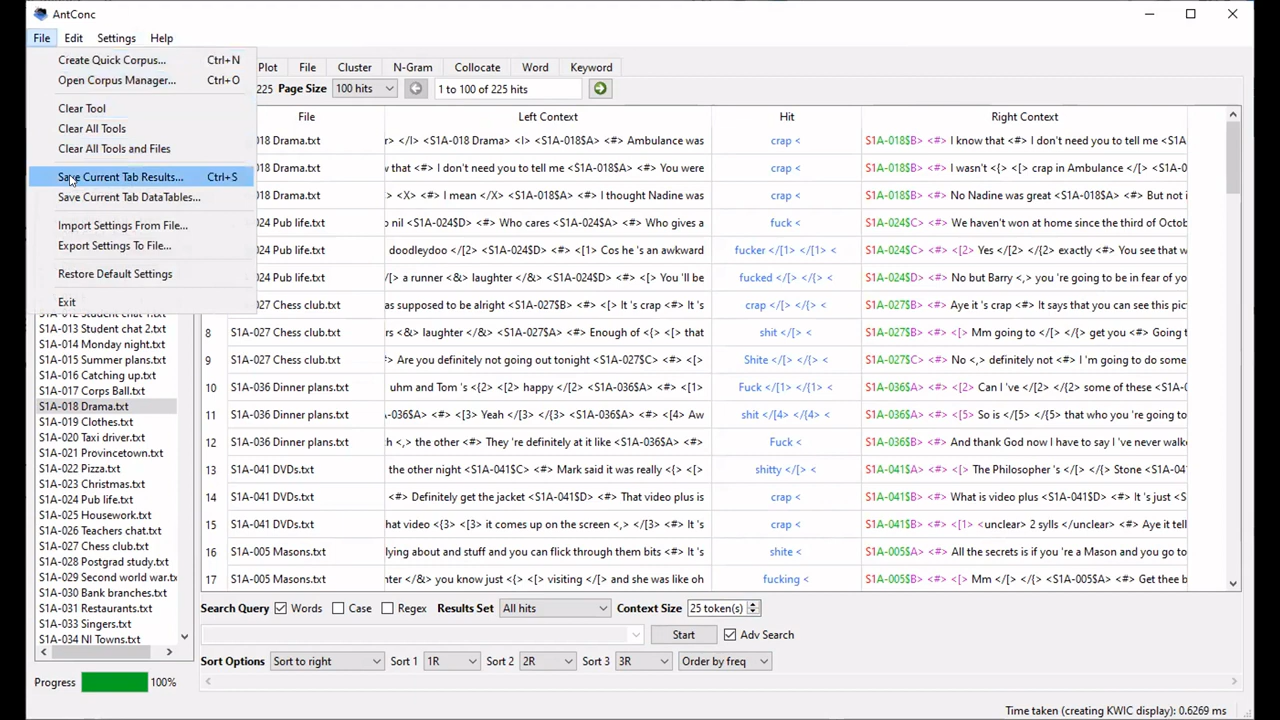 AntConc
File Edit Settings Help
Create Quick Corpus... Ctrl+N
Open Corpus Manager... Ctrl+O
Clear Tool
Clear All Tools
Clear All Tools and Files
Save Current Tab Results... Ctrl+S
Save Current Tab DataTables...
Import Settings From File...
Export Settings To File...
Restore Default Settings
Exit
Plot File Cluster N-Gram Collocate Word Keyword
225 Page Size 100 hits 1 to 100 of 225 hits
File Left Context Hit Right Context
018 Drama.txt r> </I> <S1A-018 Drama> <I> <#> Ambulance was crap < S1A-018$B> <#> I know that <#> I don't need you to tell m
018 Drama.txt w that <#> I don't need you to tell me <#> You were crap < S1A-018$B> <#> I wasn't <{> <[> crap in Ambulance <#> Wa
018 Drama.txt <#> I mean </X> <#> I thought Nadine was crap < S1A-018$B> <#> No Nadine was great <S1A-018$A> <#> But not i
024 Pub life.txt o nil <S1A-024$D> <#> Who cares <S1A-024$A> <#> Who gives a fuck < S1A-024$C> <#> We haven't won at home since the third of Octob
024 Pub life.txt doodleydoo </[2> <S1A-024$D> <#> <[1> Cos he 's an awkward fucker </[1> </{1> < S1A-024$C> <#> <[2> Yes </[2> </{2> exactly <#> You see that w
024 Pub life.txt </[> a runner <&> laughter </&> <S1A-024$D> <#> You 'll be fucked </[> </{> < S1A-024$D> <#> No but Barry <,> you 're going to be in fear of yo
027 Chess club.txt as supposed to be alright <S1A-027$D> <#> <{> <[> It 's crap </[> < S1A-027$B> <#> Aye it 's crap <#> It says that you can see this pict
8 S1A-027 Chess club.txt rs <&> laughter </&> <S1A-027$A> <#> Enough of <{> <[> that shit </[> < S1A-027$B> <#> <[> Mm going to </[> </{> get you <#> Going t
9 S1A-027 Chess club.txt <#> Are you definitely not going out tonight <S1A-027$C> <#> <[> Shite </[> </{> < S1A-027$C> <#> No <,> definitely not <#> I 'm going to do some
10 S1A-036 Dinner plans.txt uhm and Tom 's <{2> <[2> happy </[2> <S1A-036$A> <#> <[1> Fuck </[1> </{1> < S1A-036$A> <#> <[2> Can I 've </[2> </{2> some of these <S1A
11 S1A-036 Dinner plans.txt -036$A> <#> <[3> Yeah </[3> </{3> <#> <{4> <[4> Aw shit </[4> </{4> < S1A-036$A> <#> <[5> So is </[5> </{5> that who you 're going to
12 S1A-036 Dinner plans.txt h <,> the other <#> They 're definitely at it like <S1A-036$A> <#> Fuck < S1A-036$B> <#> And thank God now I have to say I 've never walk
13 S1A-041 DVDs.txt the other night <S1A-041$C> <#> Mark said it was really <{> <[> shitty </[> < S1A-041$A> <#> <[> The Philosopher 's </[> </{> Stone <S1A-041
14 S1A-041 DVDs.txt <#> Definitely get the jacket <S1A-041$D> <#> That video plus is crap < S1A-041$B> <#> What is video plus <S1A-041$D> <#> It's just <S
15 S1A-041 DVDs.txt hat video <{3> <[3> it comes up on the screen <,> </[3> <#> It 's crap < S1A-041$B> <#> <[1> <unclear> 2 sylls </unclear> <#> Aye it tell
16 S1A-005 Masons.txt lying about and stuff and you can flick through them bits <#> It 's shite < S1A-005$A> <#> All the secrets is if you 're a Mason and you go to
17 S1A-005 Masons.txt hter </&> you know just <{> <[> visiting </[> <#> and she was like oh fucking < S1A-005$B> <#> <[> Mm </[> </{> <S1A-005$A> <#> Get thee b
S1A-013 Student chat 2.txt
S1A-014 Monday night.txt
S1A-015 Summer plans.txt
S1A-016 Catching up.txt
S1A-017 Corps Ball.txt
S1A-018 Drama.txt
S1A-019 Clothes.txt
S1A-020 Taxi driver.txt
S1A-021 Provincetown.txt
S1A-022 Pizza.txt
S1A-023 Christmas.txt
S1A-024 Pub life.txt
S1A-025 Housework.txt
S1A-026 Teachers chat.txt
S1A-027 Chess club.txt
S1A-028 Postgrad study.txt
S1A-029 Second world war.tx
S1A-030 Bank branches.txt
S1A-031 Restaurants.txt
S1A-033 Singers.txt
S1A-034 NI Towns.txt
Search Query Words Case Regex Results Set All hits Context Size 25 token(s)
Start Adv Search
Sort Options Sort to right Sort 1 1R Sort 2 2R Sort 3 3R Order by freq
Progress 100%
Time taken (creating KWIC display): 0.6269 ms